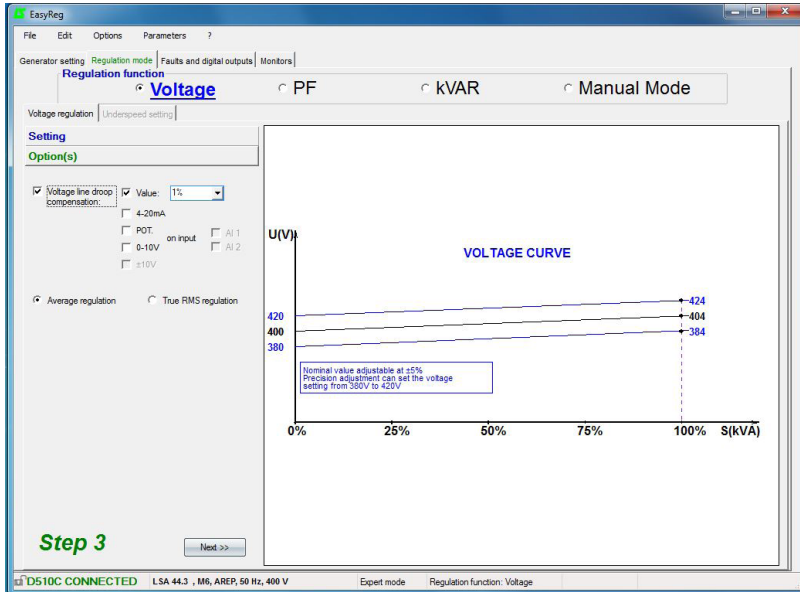 EasyReg
File Edit Options Parameters ?
Generator setting Regulation mode Faults and digital outputs Monitors
Regulation function
Voltage PF kVAR Manual Mode
Voltage regulation Underspeed setting
Setting
Option(s)
Voltage line droop compensation: Value: 1%
4-20mA
POT. on input AI 1
0-10V AI 2
±10V
Average regulation True RMS regulation
U(V)
VOLTAGE CURVE
424
420
404
400
384
380
Nominal value adjustable at ±5%
Precision adjustment can set the voltage
setting from 380V to 420V
0% 25% 50% 75% 100% S(kVA)
Step 3
Next >>
D510C CONNECTED LSA 44.3 , M6, AREP, 50 Hz, 400 V Expert mode Regulation function: Voltage